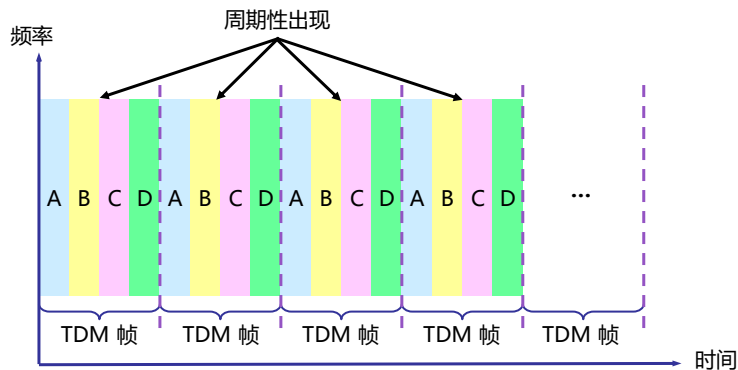 周期性出现
频率
A B C D A B C D A B C D A B C D ...
TDM 帧 TDM 帧 TDM 帧 TDM 帧 TDM 帧
时间